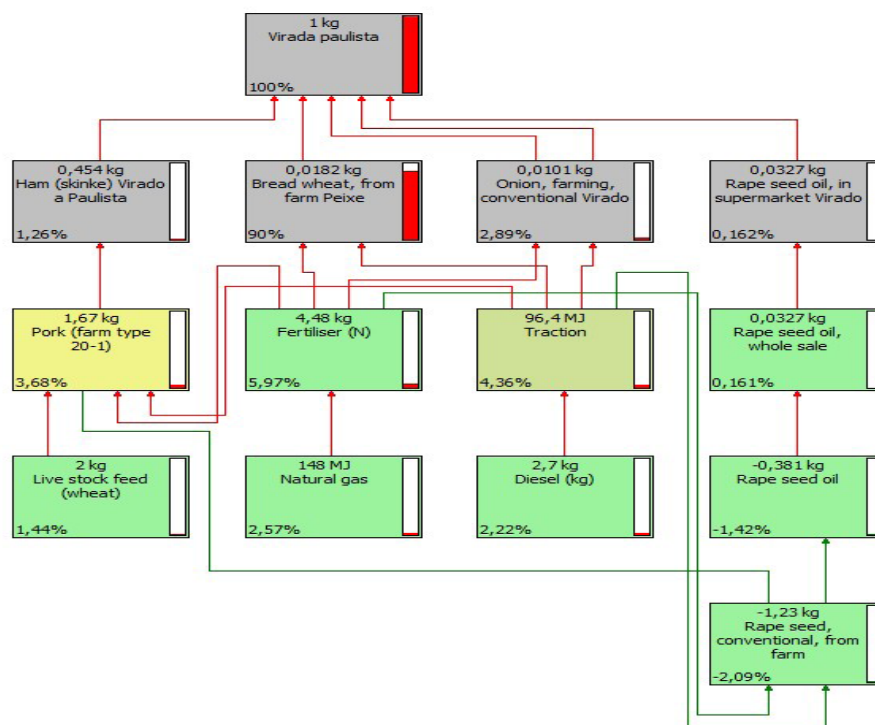 1 kg
Virada paulista
100%
0,454 kg
Ham (skinke) Virado
a Paulista
1,26%
0,0182 kg
Bread wheat, from
farm Peixe
90%
0,0101 kg
Onion, farming,
conventional Virado
2,89%
0,0327 kg
Rape seed oil, in
supermarket Virado
0,162%
1,67 kg
Pork (farm type
20-1)
3,68%
4,48 kg
Fertiliser (N)
5,97%
96,4 MJ
Traction
4,36%
0,0327 kg
Rape seed oil,
whole sale
0,161%
2 kg
Live stock feed
(wheat)
1,44%
148 MJ
Natural gas
2,57%
2,7 kg
Diesel (kg)
2,22%
-0,381 kg
Rape seed oil
-1,42%
-1,23 kg
Rape seed,
conventional, from
farm
-2,09%